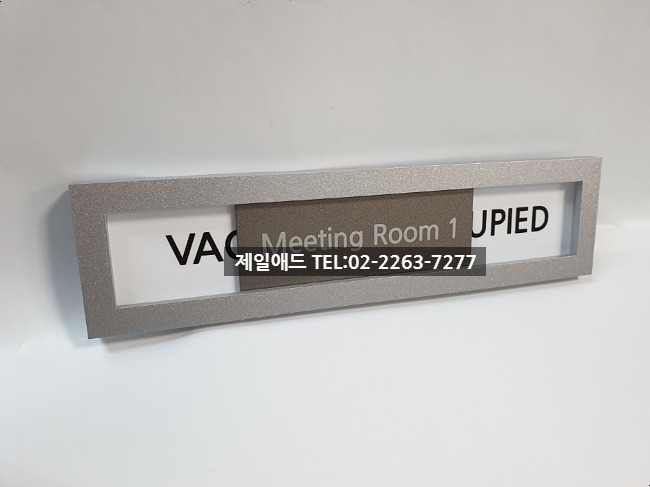 VAC Meeting Room 1 UPIED
제일애드 TEL:02-2263-7277